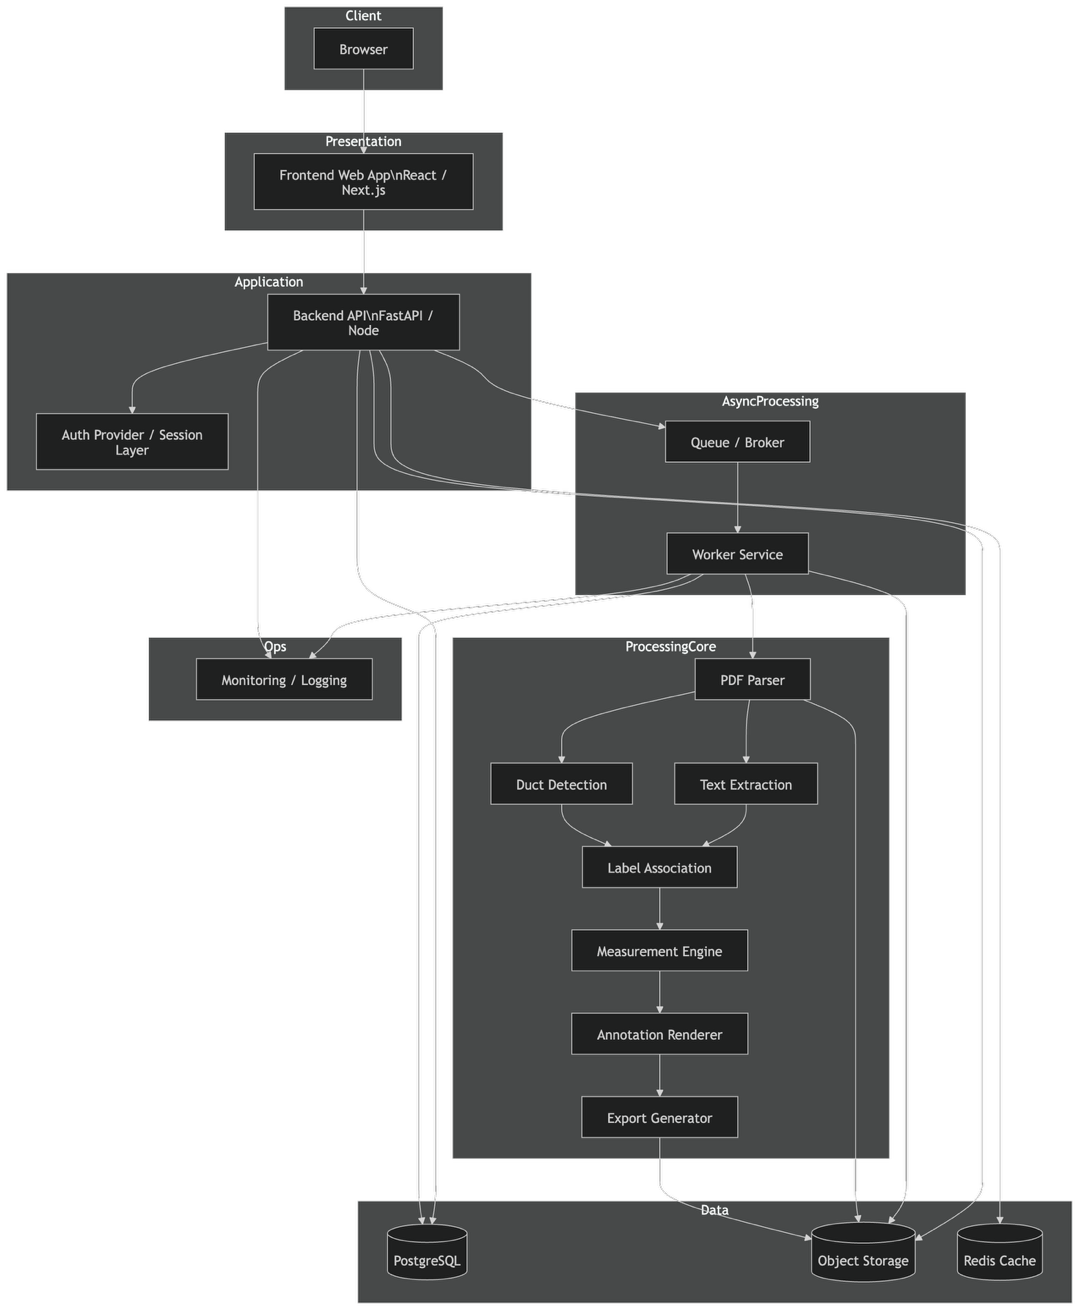 Client
Browser
Presentation
Frontend Web App\nReact /
Next.js
Application
Backend API\nFastAPI /
Node
Auth Provider / Session
Layer
AsyncProcessing
Queue / Broker
Worker Service
Ops
Monitoring / Logging
ProcessingCore
PDF Parser
Duct Detection
Text Extraction
Label Association
Measurement Engine
Annotation Renderer
Export Generator
Data
PostgreSQL
Object Storage
Redis Cache